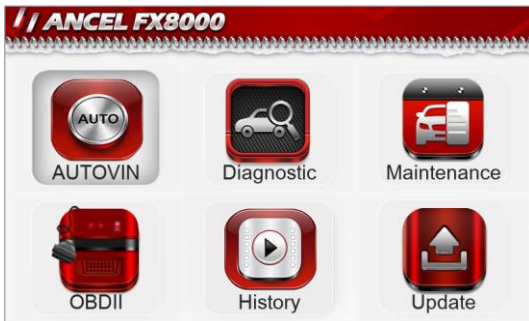 ANCEL FX8000
AUTO
AUTOVIN
Diagnostic
Maintenance
OBDII
History
Update